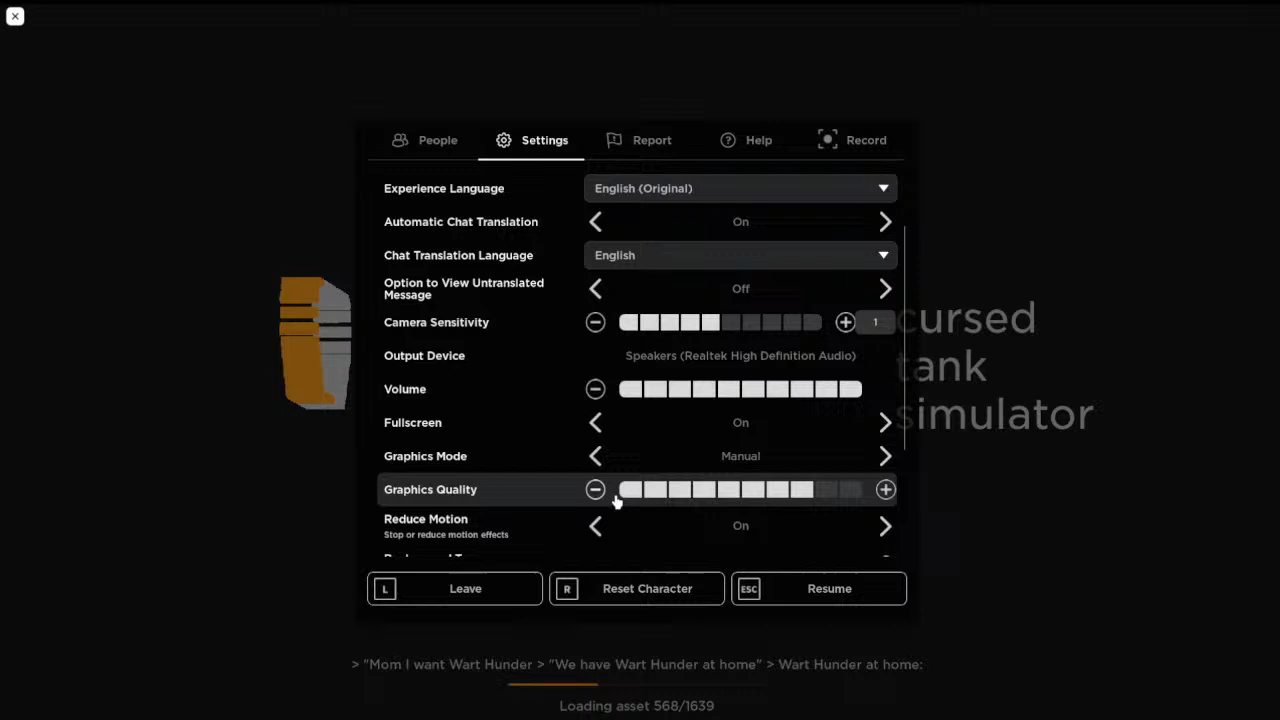 People Settings Report Help Record
Experience Language English (Original)
Automatic Chat Translation On
Chat Translation Language English
Option to View Untranslated
Message Off
Camera Sensitivity 1
Output Device Speakers (Realtek High Definition Audio)
Volume
Fullscreen On
Graphics Mode Manual
Graphics Quality
Reduce Motion On
Stop or reduce motion effects
L Leave R Reset Character ESC Resume
cursed
tank
simulator
> "Mom I want Wart Hunder > "We have Wart Hunder at home" > Wart Hunder at home:
Loading asset 568/1639